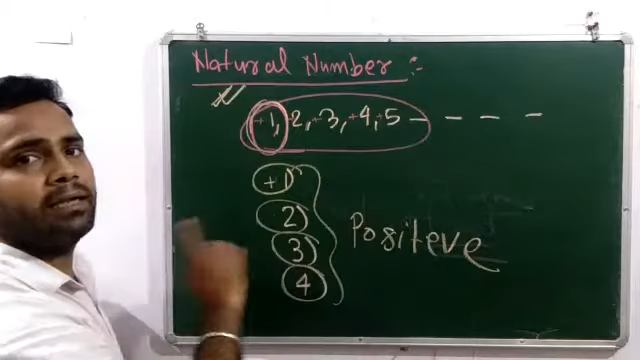 Natural Number :-
+1, +2, +3, +4, +5 - - - -
+1
2
3
4
Positeve